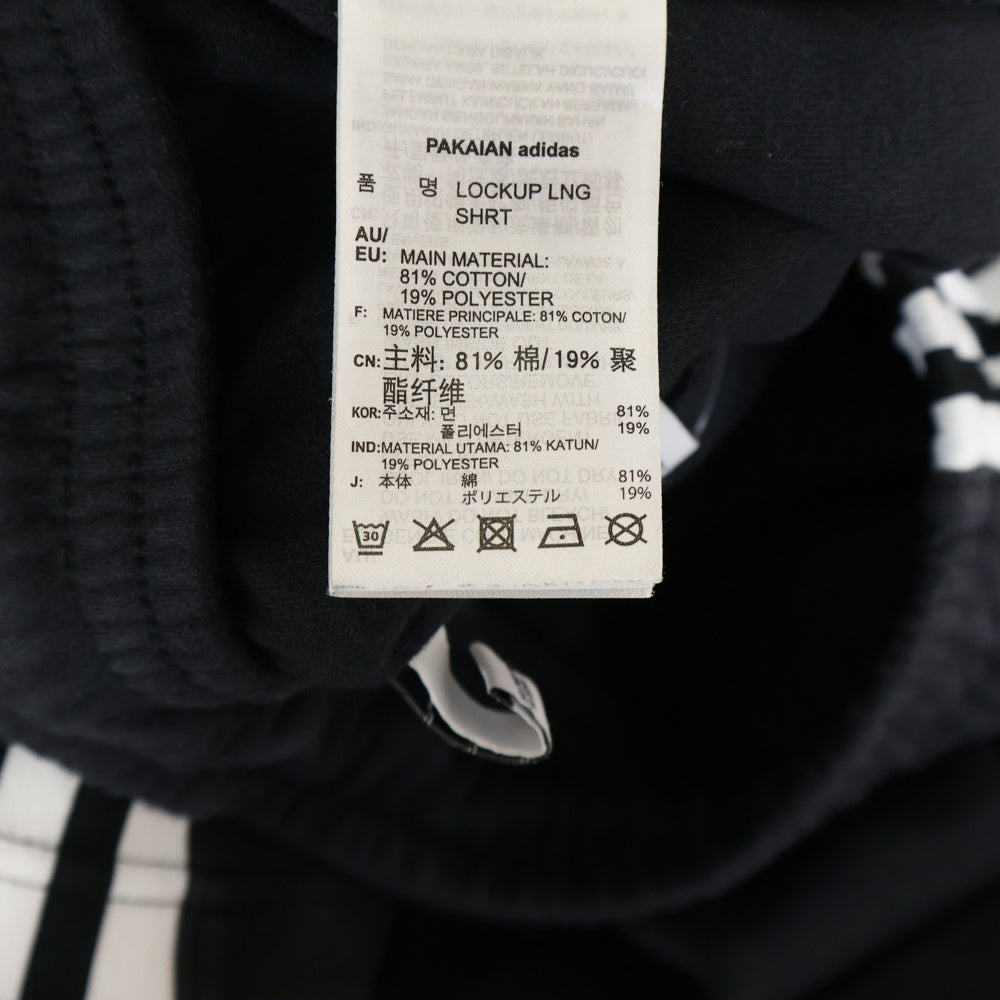 PAKAIAN adidas
품 명 LOCKUP LNG
SHRT
AU/
EU: MAIN MATERIAL:
81% COTTON/
19% POLYESTER
F: MATIERE PRINCIPALE: 81% COTON/
19% POLYESTER
CN: 主料: 81% 棉/ 19% 聚
酯纤维
KOR: 주소재: 면 81%
폴리에스터 19%
IND: MATERIAL UTAMA: 81% KATUN/
19% POLYESTER
J: 本体 綿 81%
ポリエステル 19%
30